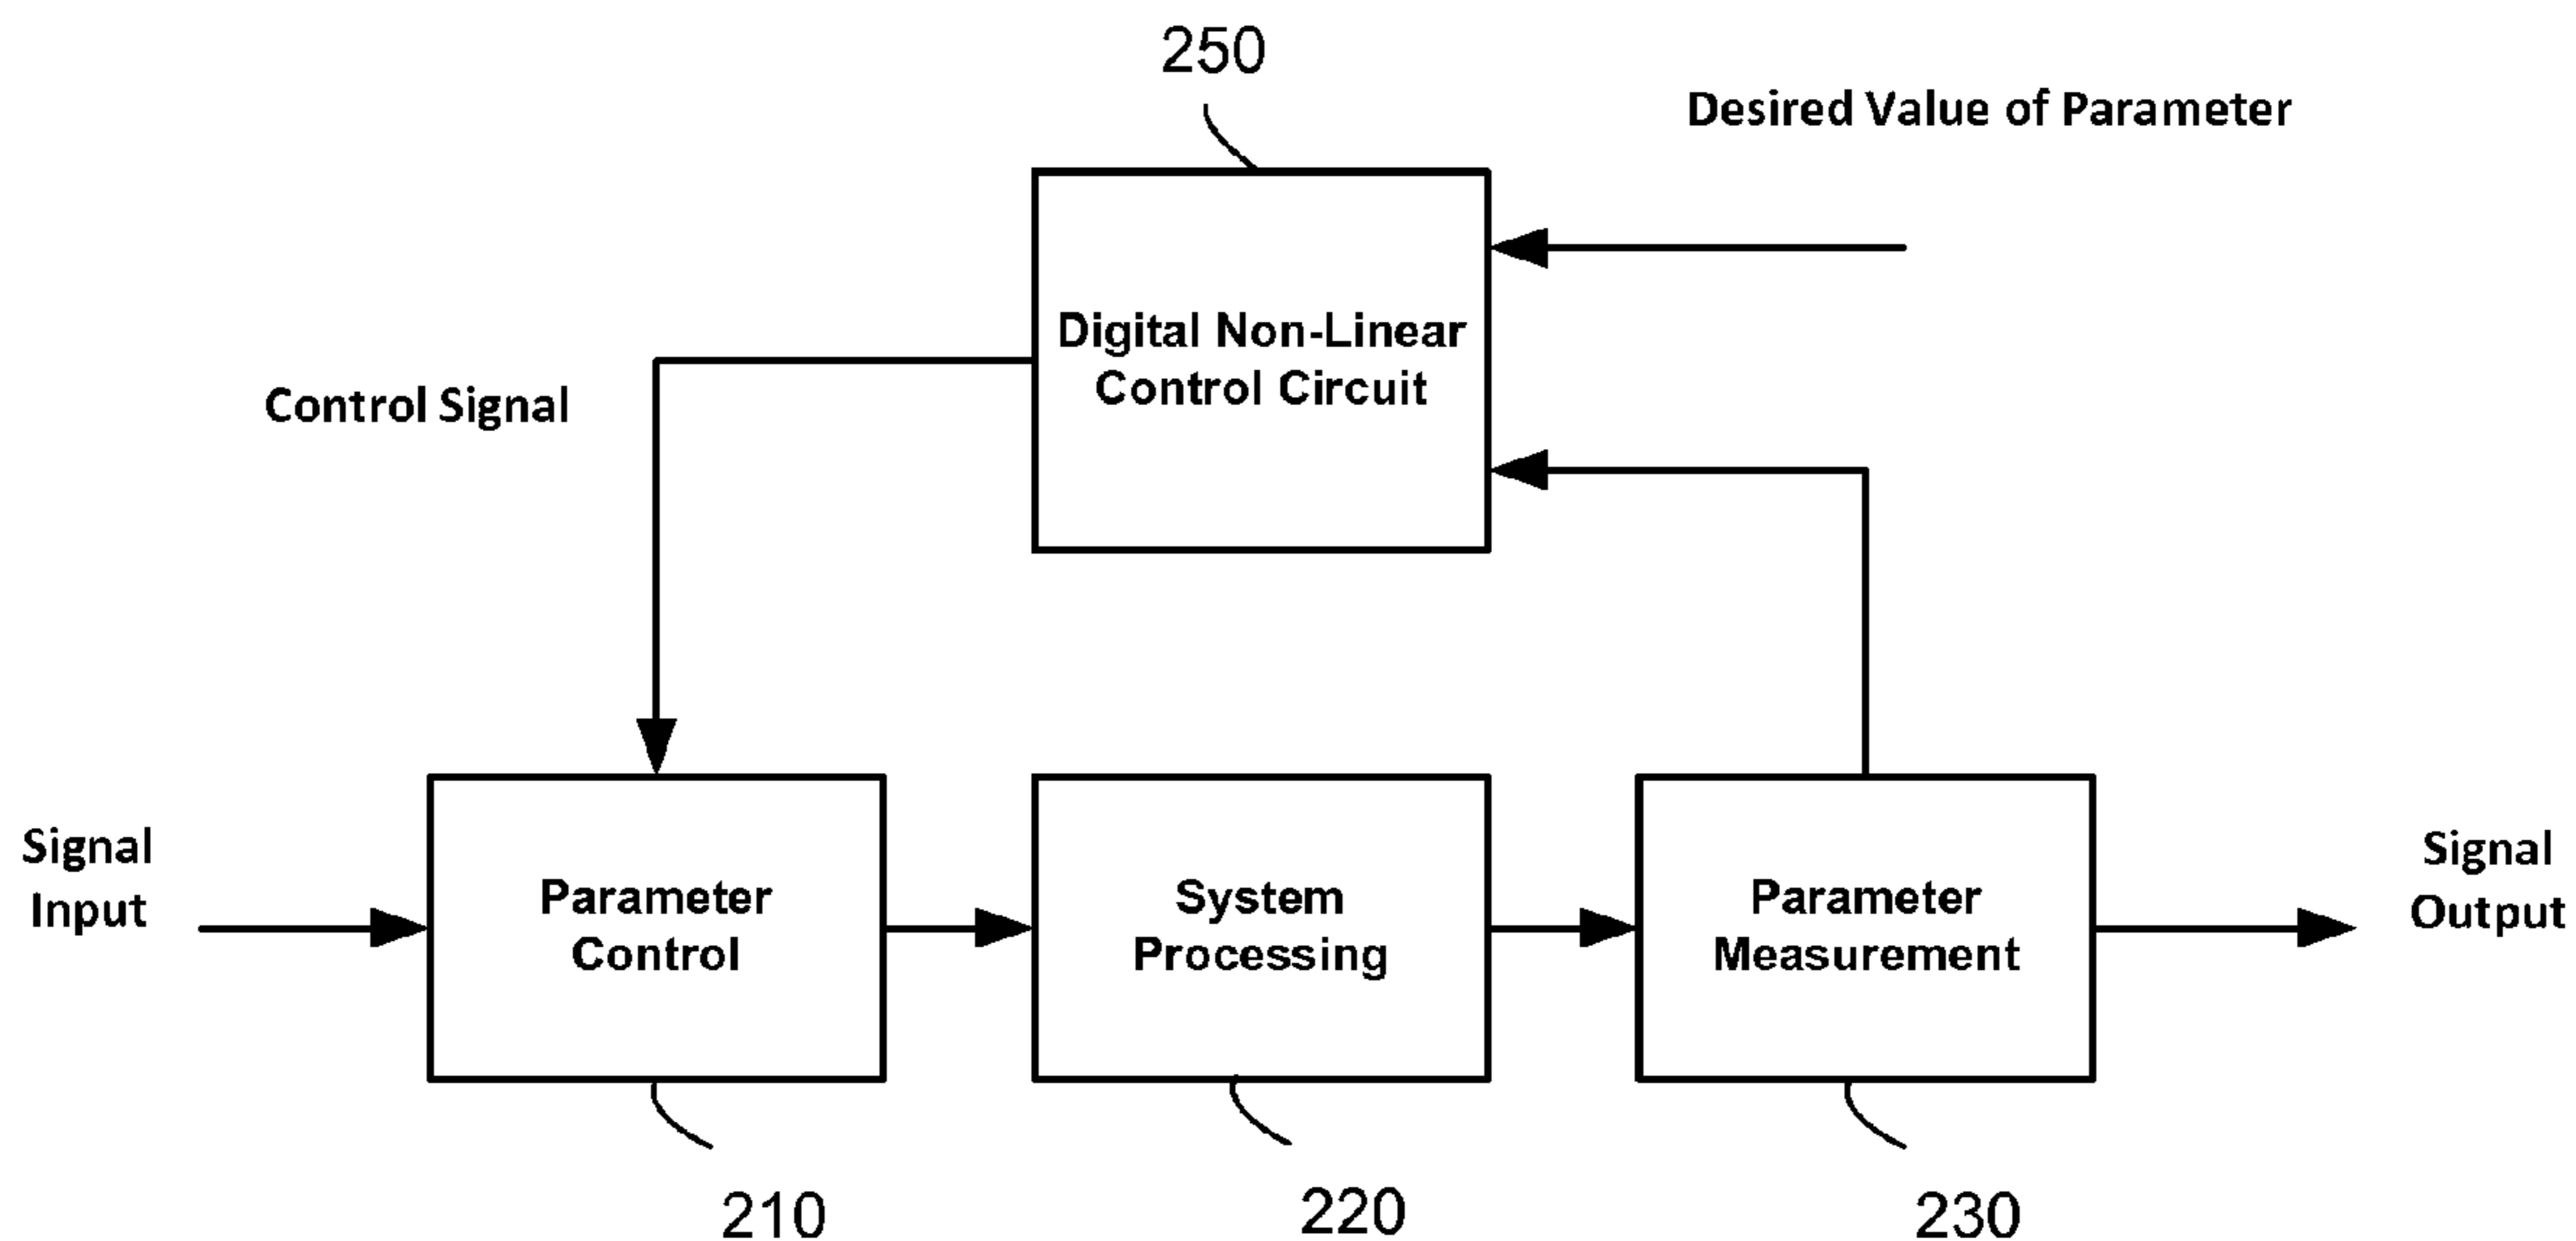 250
Desired Value of Parameter
Digital Non-Linear
Control Circuit
Control Signal
Signal
Input
Parameter
Control
System
Processing
Parameter
Measurement
Signal
Output
210
220
230